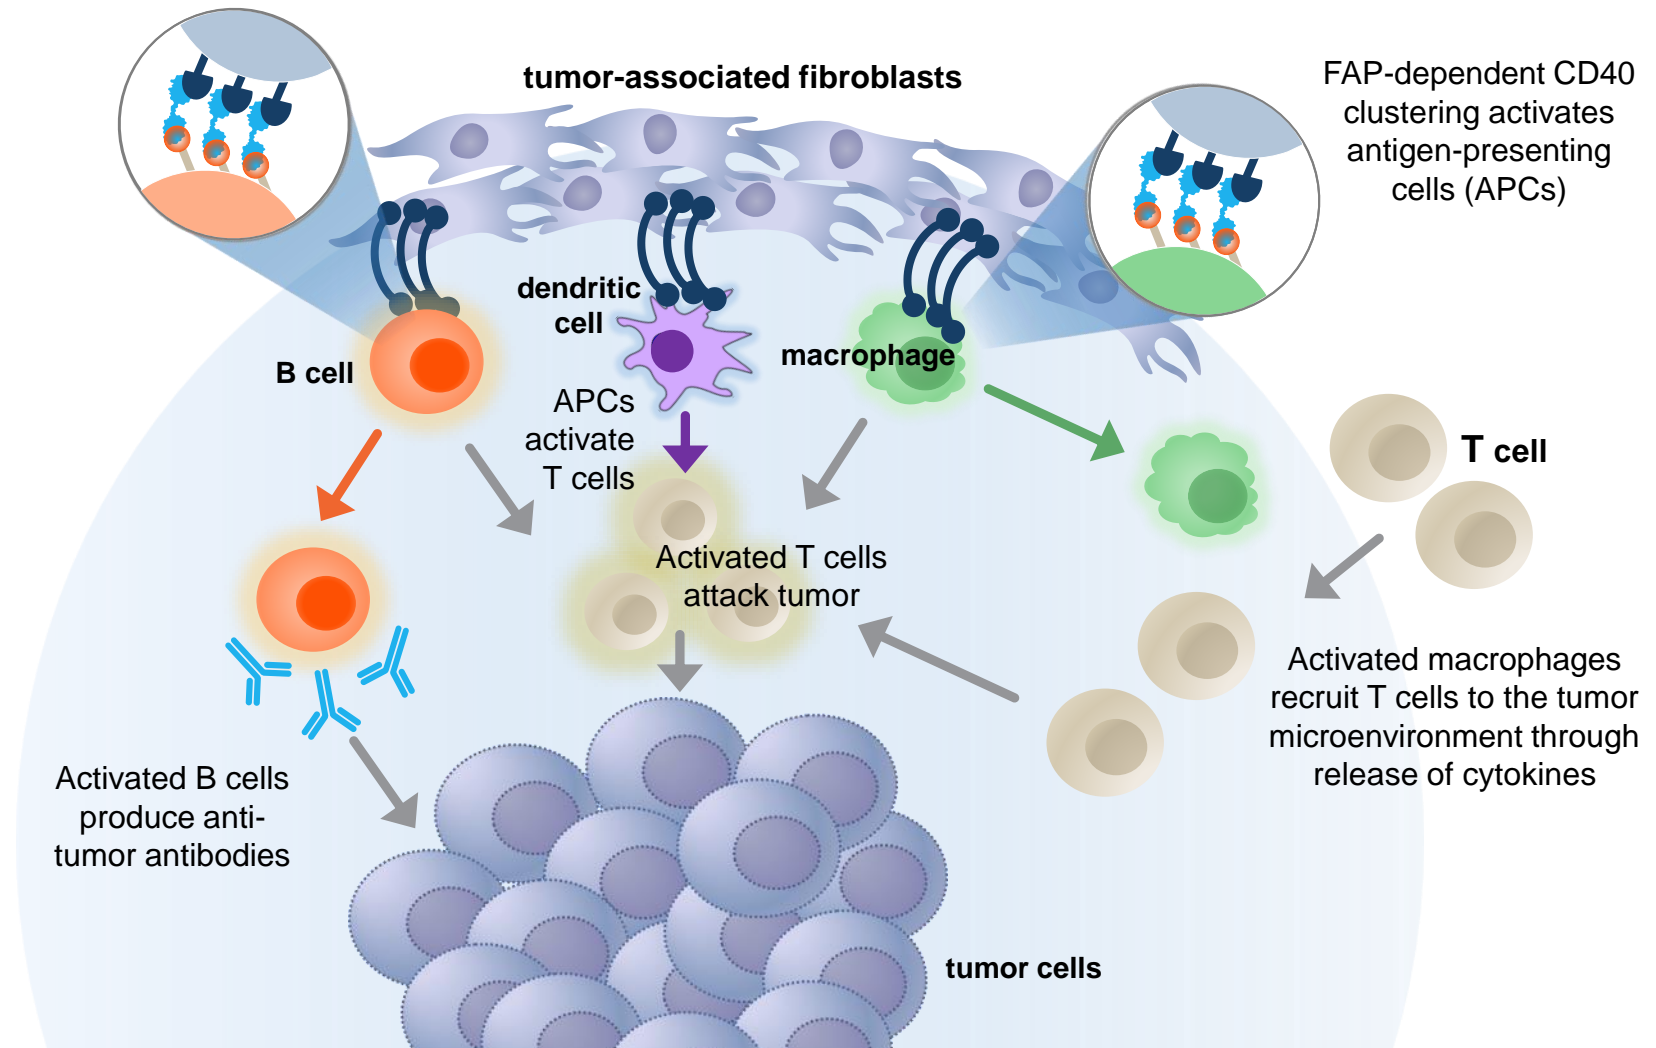 tumor-associated fibroblasts
FAP-dependent CD40
clustering activates
antigen-presenting
cells (APCs)
dendritic
cell
B cell
macrophage
APCs
activate
T cells
T cell
Activated T cells
attack tumor
Activated macrophages
recruit T cells to the tumor
microenvironment through
release of cytokines
Activated B cells
produce anti-
tumor antibodies
tumor cells